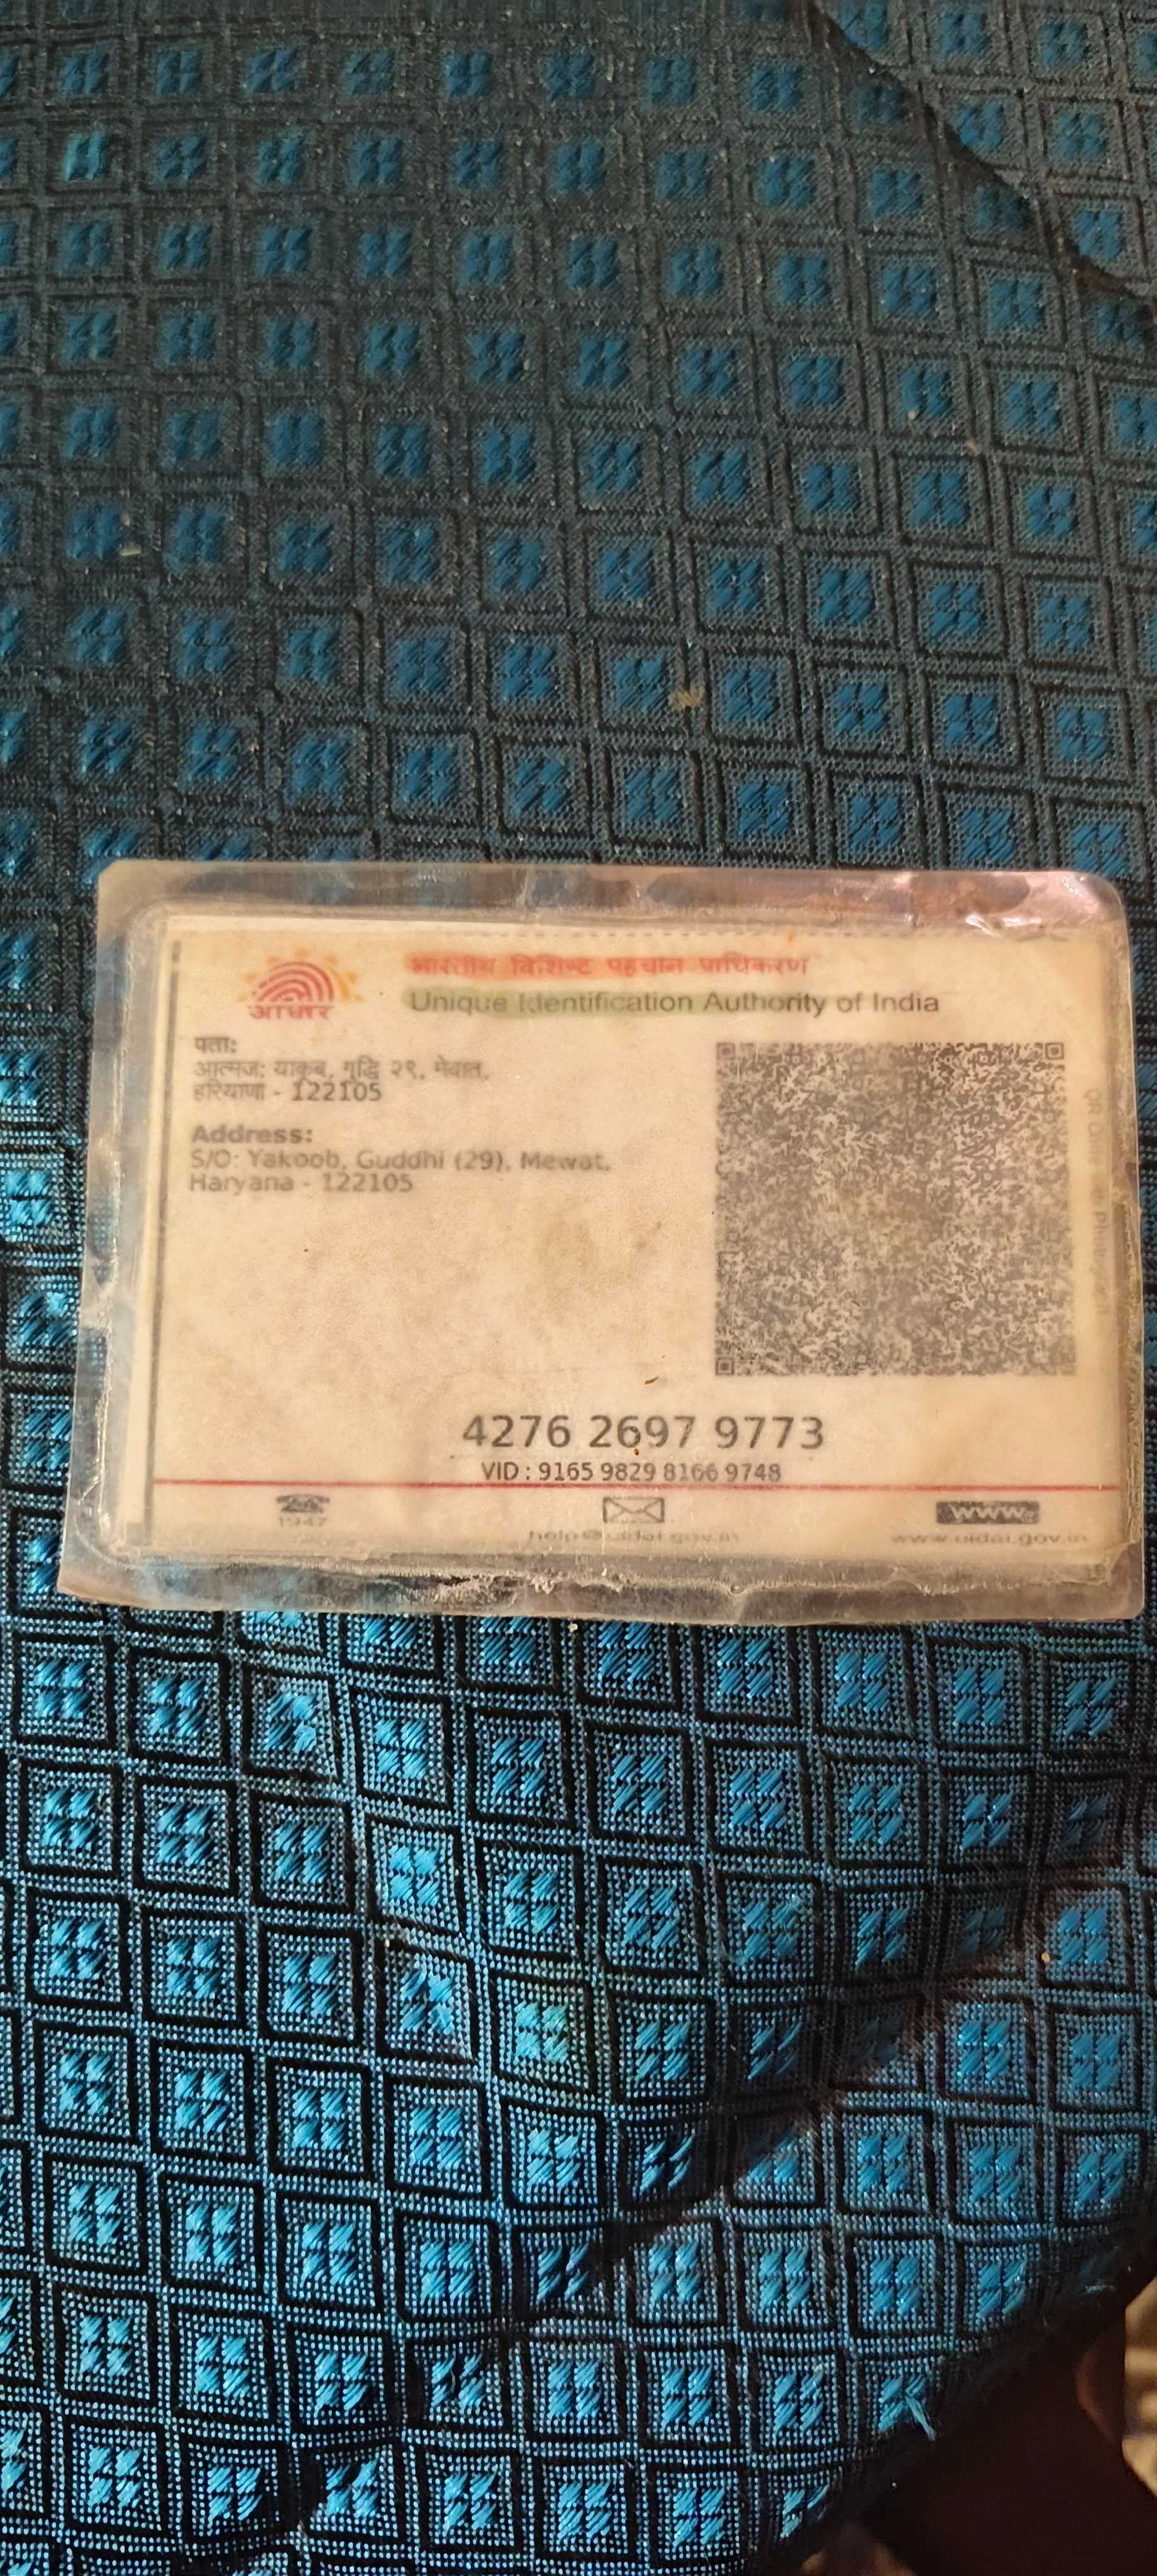 भारतीय विशिष्ट पहचान प्राधिकरण
Unique Identification Authority of India
आधार
पता:
आत्मज: याकुब, गुद्धि २९, मेवात,
हरियाणा - 122105
Address:
S/O: Yakoob, Guddhi (29), Mewat,
Haryana - 122105
4276 2697 9773
VID : 9165 9829 8166 9748
1947
help@uidai.gov.in
www.
www.uidai.gov.in